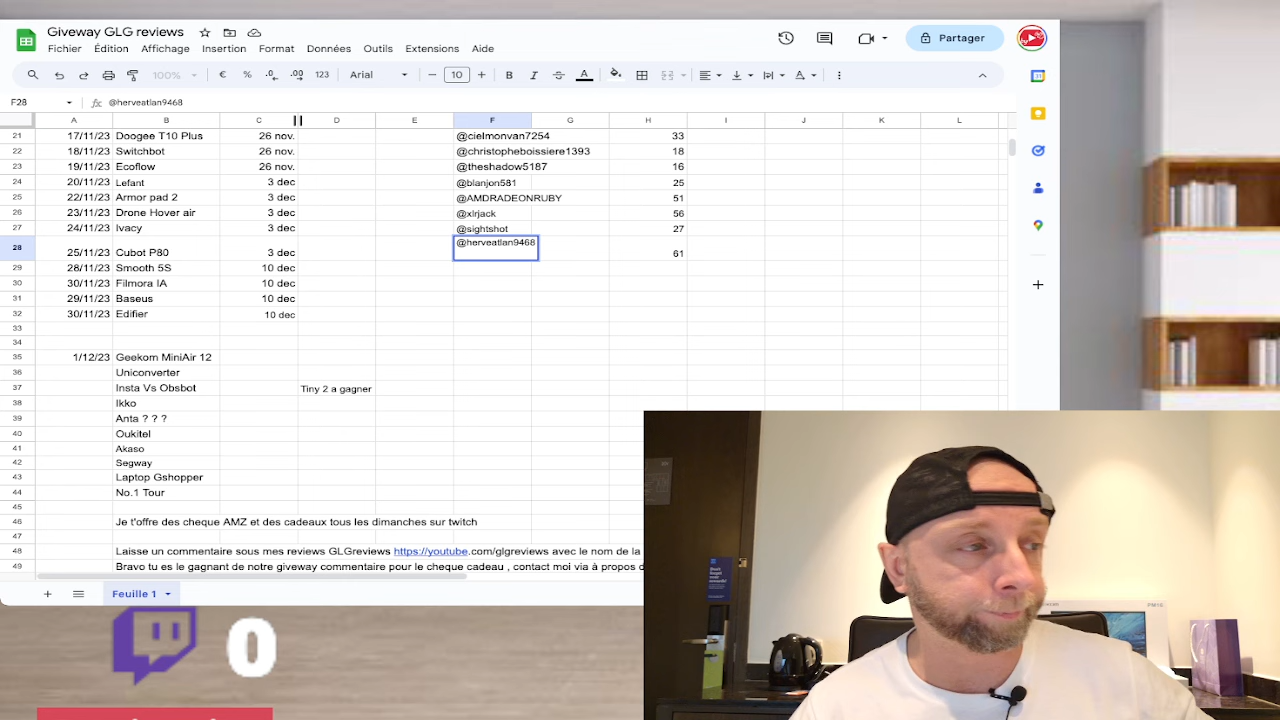 Giveway GLG reviews
Fichier Édition Affichage Insertion Format Données Outils Extensions Aide
Partager
100% € % .0 .00 123 Arial 10 B I A
F28 fx @herveatlan9468
A B C E F G H I J K L
21 17/11/23 Doogee T10 Plus 26 nov. @cielmonvan7254 33
22 18/11/23 Switchbot 26 nov. @christopheboissiere1393 18
23 19/11/23 Ecoflow 26 nov. @theshadow5187 16
24 20/11/23 Lefant 3 dec @blanjon581 25
25 22/11/23 Armor pad 2 3 dec @AMDRADEONRUBY 51
26 23/11/23 Drone Hover air 3 dec @xlrjack 56
27 24/11/23 Ivacy 3 dec @sightshot 27
28 25/11/23 Cubot P80 3 dec @herveatlan9468 61
29 28/11/23 Smooth 5S 10 dec
30 30/11/23 Filmora IA 10 dec
31 29/11/23 Baseus 10 dec
32 30/11/23 Edifier 10 dec
33
34
35 1/12/23 Geekom MiniAir 12
36 Uniconverter
37 Insta Vs Obsbot Tiny 2 a gagner
38 Ikko
39 Anta ? ? ?
40 Oukitel
41 Akaso
42 Segway
43 Laptop Gshopper
44 No.1 Tour
45
46 Je t'offre des cheque AMZ et des cadeaux tous les dimanches sur twitch
47
48 Laisse un commentaire sous mes reviews GLGreviews https://youtube.com/glgreviews avec le nom de la
49 Bravo tu es le gagnant de notre giveway commentaire pour le cheque cadeau , contact moi via à propos
Feuille 1
0